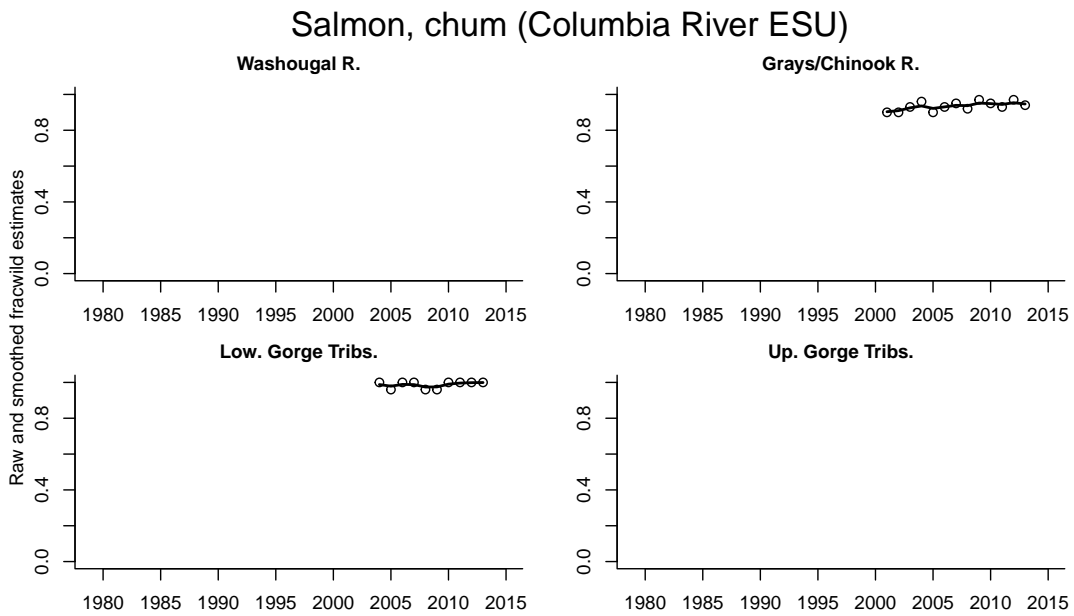 Salmon, chum (Columbia River ESU)
Raw and smoothed fracwild estimates
Washougal R.
0.0 0.4 0.8
1980 1985 1990 1995 2000 2005 2010 2015
Grays/Chinook R.
0.0 0.4 0.8
1980 1985 1990 1995 2000 2005 2010 2015
Low. Gorge Tribs.
0.0 0.4 0.8
1980 1985 1990 1995 2000 2005 2010 2015
Up. Gorge Tribs.
0.0 0.4 0.8
1980 1985 1990 1995 2000 2005 2010 2015